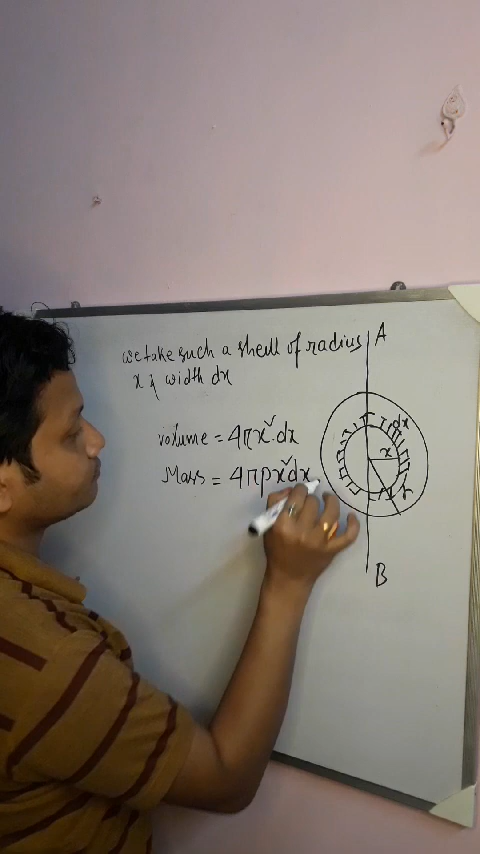 we take such a shell of radius
x & width dx
volume = 4πx². dx
Mass = 4πρx²dx
A
dx
x
r
B